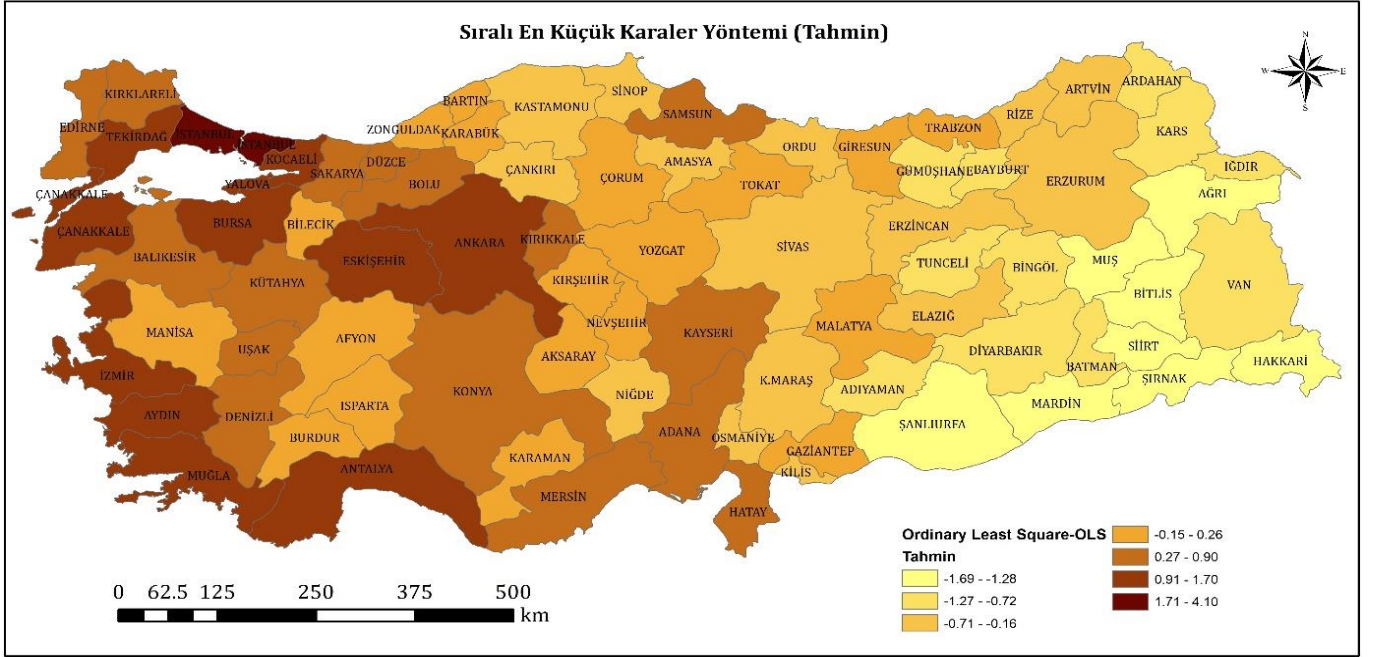 Sıralı En Küçük Karaler Yöntemi (Tahmin)
N
W
E
S
KIRKLARELİ
EDİRNE
TEKİRDAĞ
İSTANBUL
İSTANBUL
KOCAELİ
ÇANAKKALE
YALOVA
SAKARYA
DÜZCE
ZONGULDAK
BARTIN
KARABÜK
KASTAMONU
SİNOP
SAMSUN
ÇANKIRI
AMASYA
ORDU
GİRESUN
TRABZON
RİZE
ARTVİN
ARDAHAN
KARS
IĞDIR
GÜMÜŞHANE
BAYBURT
ERZURUM
AĞRI
BOLU
ÇORUM
TOKAT
ÇANAKKALE
BURSA
BİLECİK
ANKARA
KIRIKKALE
YOZGAT
SİVAS
ERZİNCAN
BALIKESİR
ESKİŞEHİR
KÜTAHYA
KIRŞEHİR
TUNCELİ
BİNGÖL
MUŞ
BİTLİS
VAN
MANİSA
UŞAK
AFYON
NEVŞEHİR
KAYSERİ
MALATYA
ELAZIĞ
İZMİR
AKSARAY
DİYARBAKIR
SİİRT
BATMAN
HAKKARİ
ŞIRNAK
AYDIN
DENİZLİ
ISPARTA
KONYA
NİĞDE
K.MARAŞ
ADIYAMAN
MARDİN
BURDUR
ŞANLIURFA
ADANA
OSMANİYE
GAZİANTEP
KİLİS
MUĞLA
ANTALYA
KARAMAN
MERSİN
HATAY
0 62.5 125 250 375 500
km
Ordinary Least Square-OLS
Tahmin
-1.69 - -1.28
-1.27 - -0.72
-0.71 - -0.16
-0.15 - 0.26
0.27 - 0.90
0.91 - 1.70
1.71 - 4.10